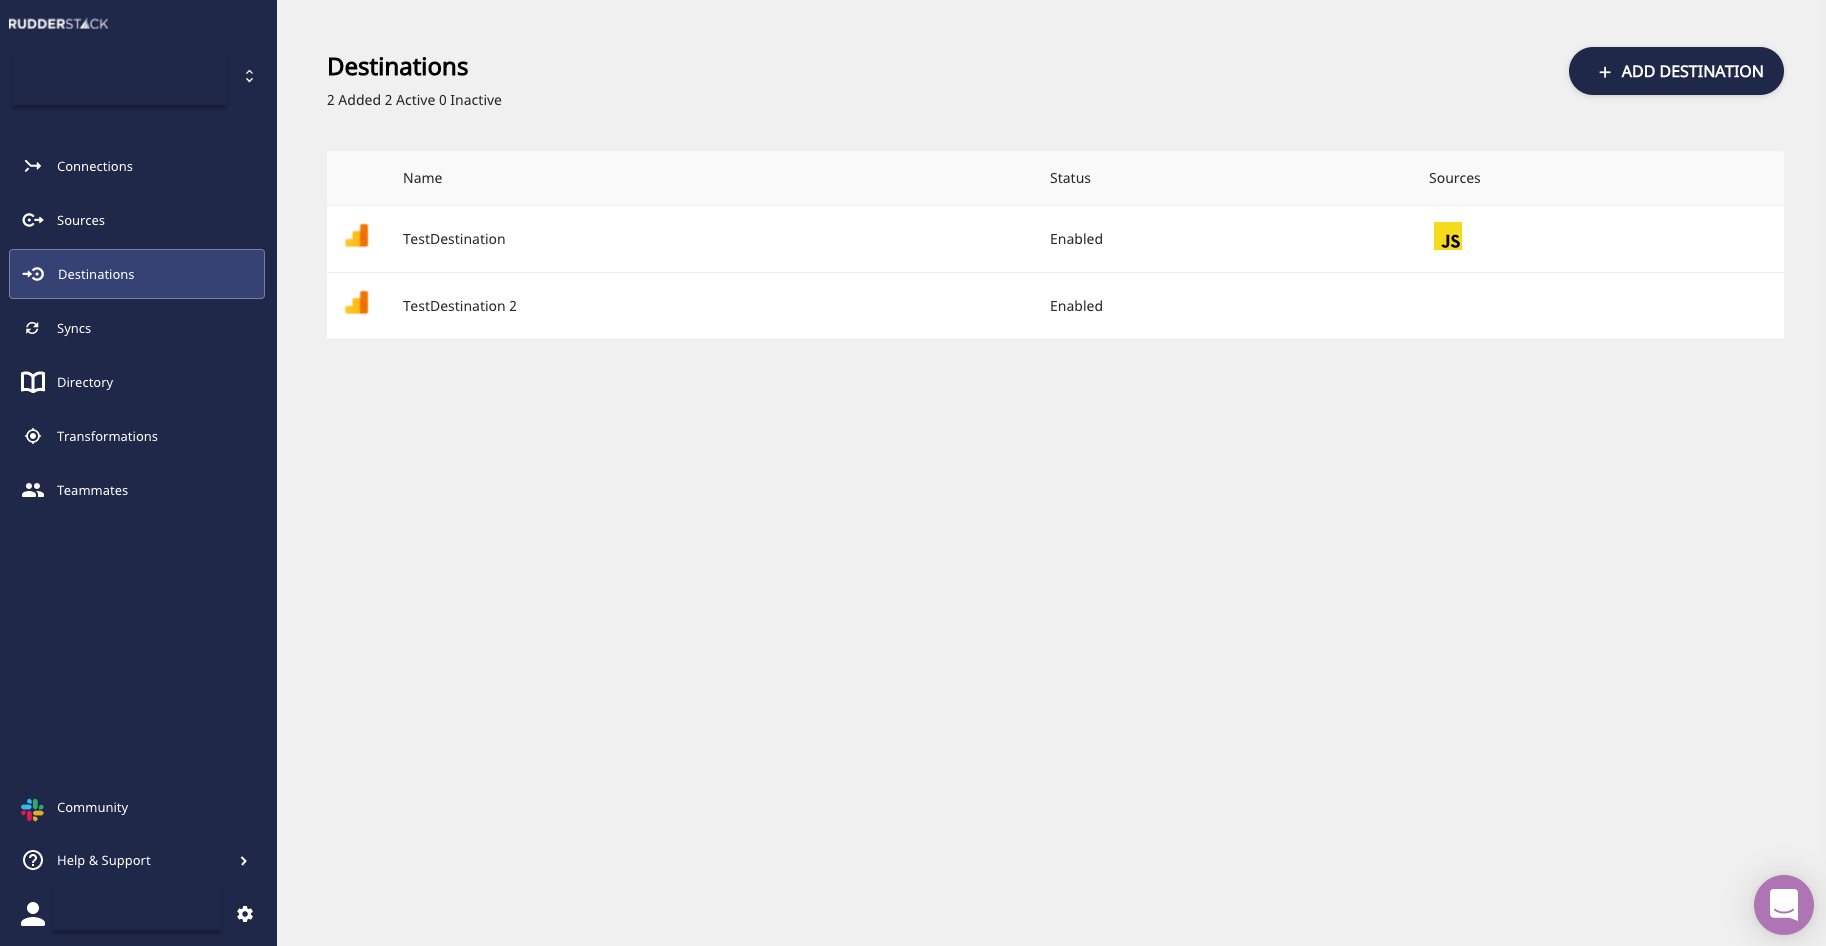 RUDDERSTACK
Connections
Sources
Destinations
Syncs
Directory
Transformations
Teammates
Community
Help & Support
Destinations
2 Added 2 Active 0 Inactive
+ ADD DESTINATION
Name Status Sources
TestDestination Enabled JS
TestDestination 2 Enabled